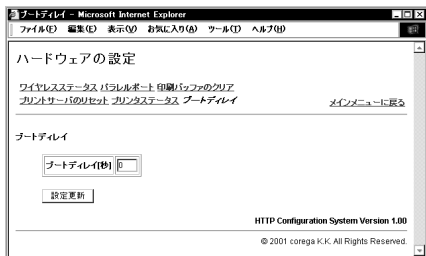 ブートディレイ - Microsoft Internet Explorer
ファイル(F) 編集(E) 表示(V) お気に入り(A) ツール(T) ヘルプ(H)
ハードウェアの設定
ワイヤレスステータス パラレルポート 印刷バッファのクリア
プリントサーバのリセット プリンタステータス ブートディレイ
メインメニューに戻る
ブートディレイ
ブートディレイ[秒] 0
設定更新
HTTP Configuration System Version 1.00
© 2001 corega K.K. All Rights Reserved.